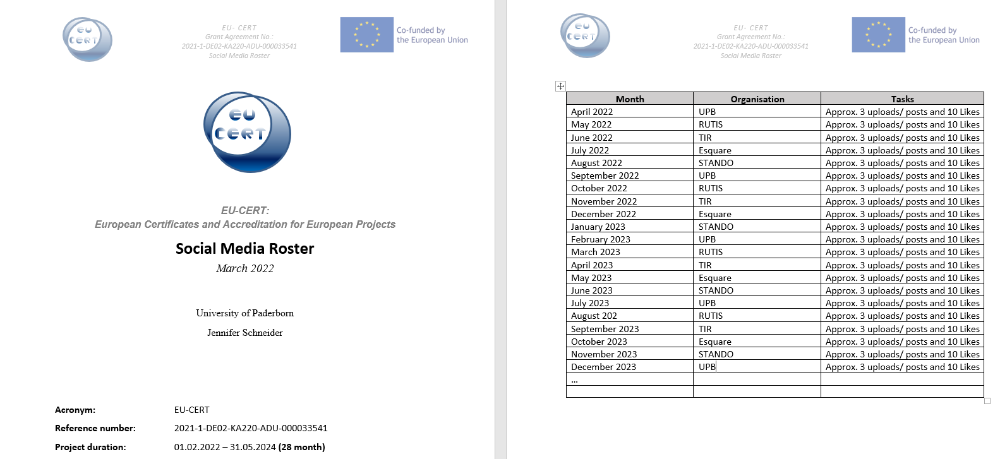 EU CERT
EU- CERT
Grant Agreement No.:
2021-1-DE02-KA220-ADU-000033541
Social Media Roster
Co-funded by
the European Union
EU
CERT
EU-CERT:
European Certificates and Accreditation for European Projects
Social Media Roster
March 2022
University of Paderborn
Jennifer Schneider
Acronym: EU-CERT
Reference number: 2021-1-DE02-KA220-ADU-000033541
Project duration: 01.02.2022 – 31.05.2024 (28 month)
EU CERT
EU- CERT
Grant Agreement No.:
2021-1-DE02-KA220-ADU-000033541
Social Media Roster
Co-funded by
the European Union
Month Organisation Tasks
April 2022 UPB Approx. 3 uploads/ posts and 10 Likes
May 2022 RUTIS Approx. 3 uploads/ posts and 10 Likes
June 2022 TIR Approx. 3 uploads/ posts and 10 Likes
July 2022 Esquare Approx. 3 uploads/ posts and 10 Likes
August 2022 STANDO Approx. 3 uploads/ posts and 10 Likes
September 2022 UPB Approx. 3 uploads/ posts and 10 Likes
October 2022 RUTIS Approx. 3 uploads/ posts and 10 Likes
November 2022 TIR Approx. 3 uploads/ posts and 10 Likes
December 2022 Esquare Approx. 3 uploads/ posts and 10 Likes
January 2023 STANDO Approx. 3 uploads/ posts and 10 Likes
February 2023 UPB Approx. 3 uploads/ posts and 10 Likes
March 2023 RUTIS Approx. 3 uploads/ posts and 10 Likes
April 2023 TIR Approx. 3 uploads/ posts and 10 Likes
May 2023 Esquare Approx. 3 uploads/ posts and 10 Likes
June 2023 STANDO Approx. 3 uploads/ posts and 10 Likes
July 2023 UPB Approx. 3 uploads/ posts and 10 Likes
August 202 RUTIS Approx. 3 uploads/ posts and 10 Likes
September 2023 TIR Approx. 3 uploads/ posts and 10 Likes
October 2023 Esquare Approx. 3 uploads/ posts and 10 Likes
November 2023 STANDO Approx. 3 uploads/ posts and 10 Likes
December 2023 UPB Approx. 3 uploads/ posts and 10 Likes
...